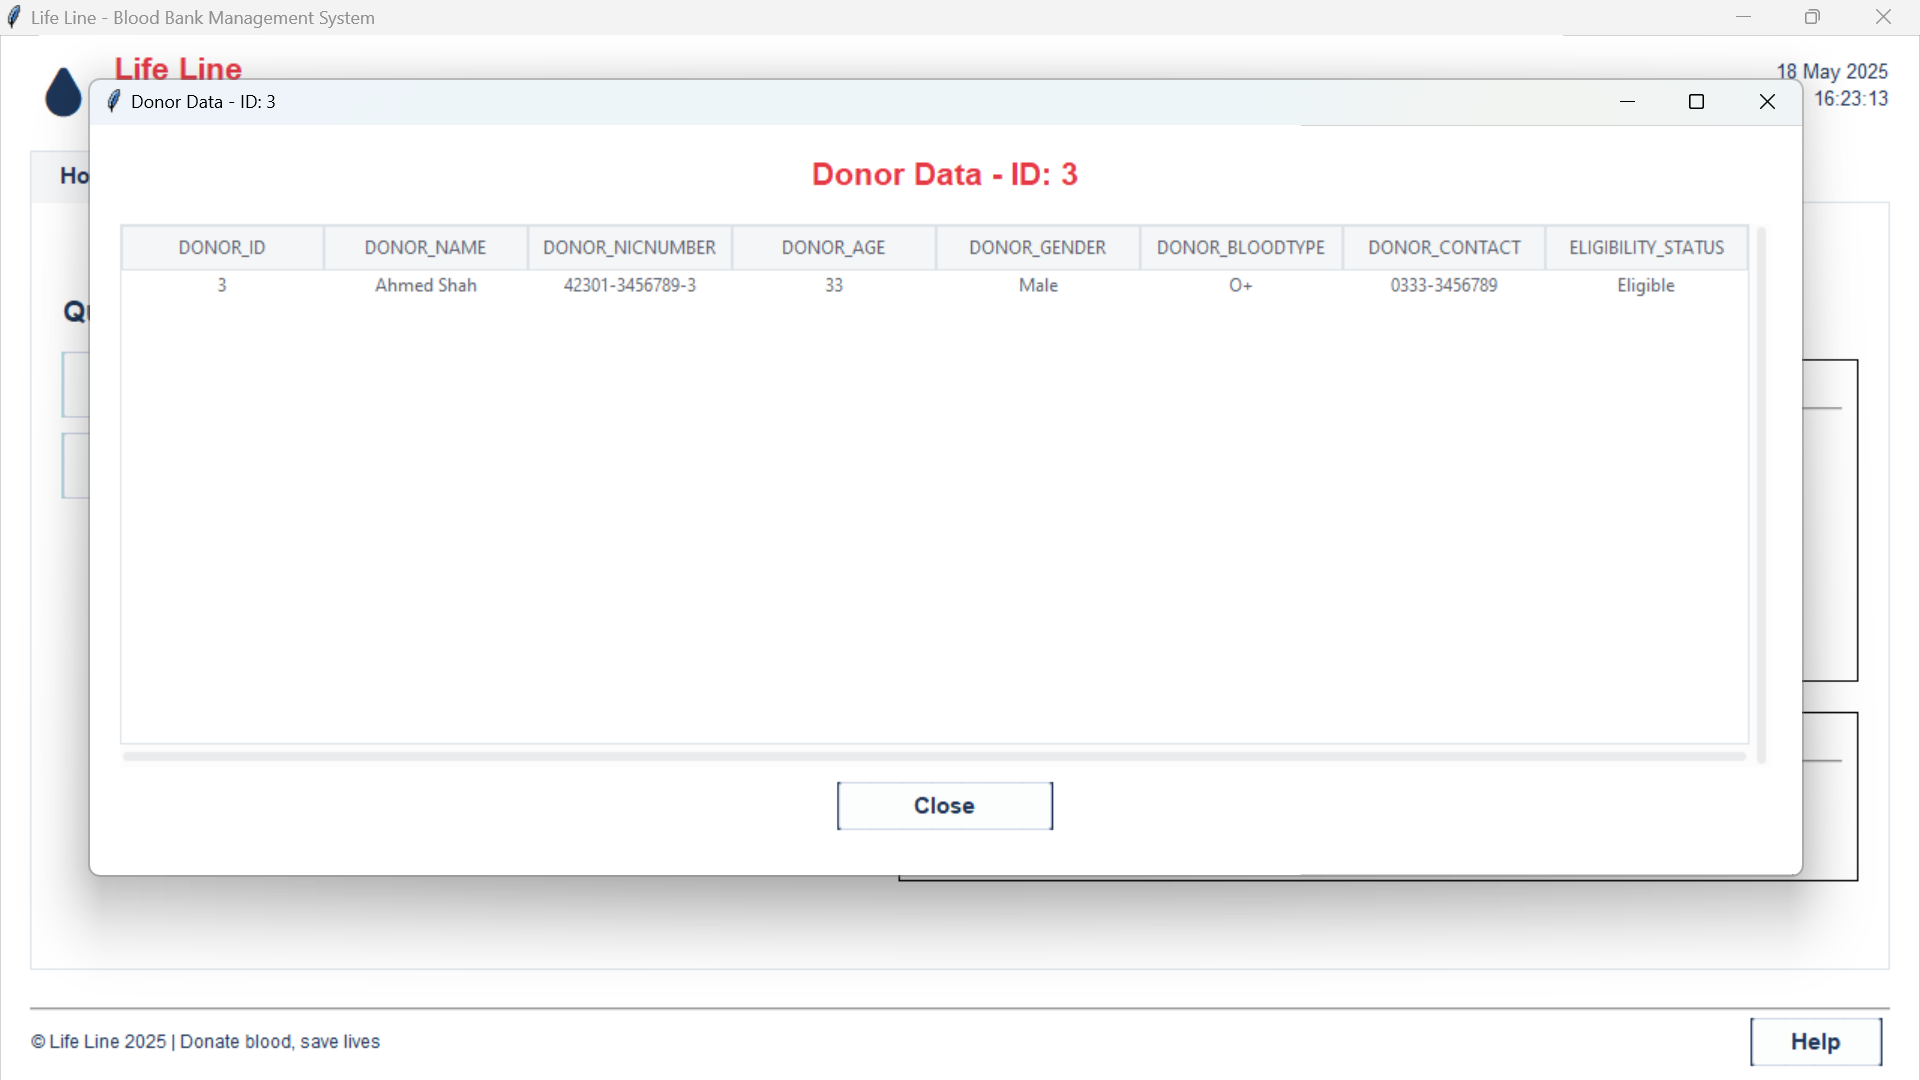 Life Line - Blood Bank Management System
Life Line
18 May 2025
16:23:13
Donor Data - ID: 3
Donor Data - ID: 3
DONOR_ID DONOR_NAME DONOR_NICNUMBER DONOR_AGE DONOR_GENDER DONOR_BLOODTYPE DONOR_CONTACT ELIGIBILITY_STATUS
3 Ahmed Shah 42301-3456789-3 33 Male O+ 0333-3456789 Eligible
Close
© Life Line 2025 | Donate blood, save lives
Help